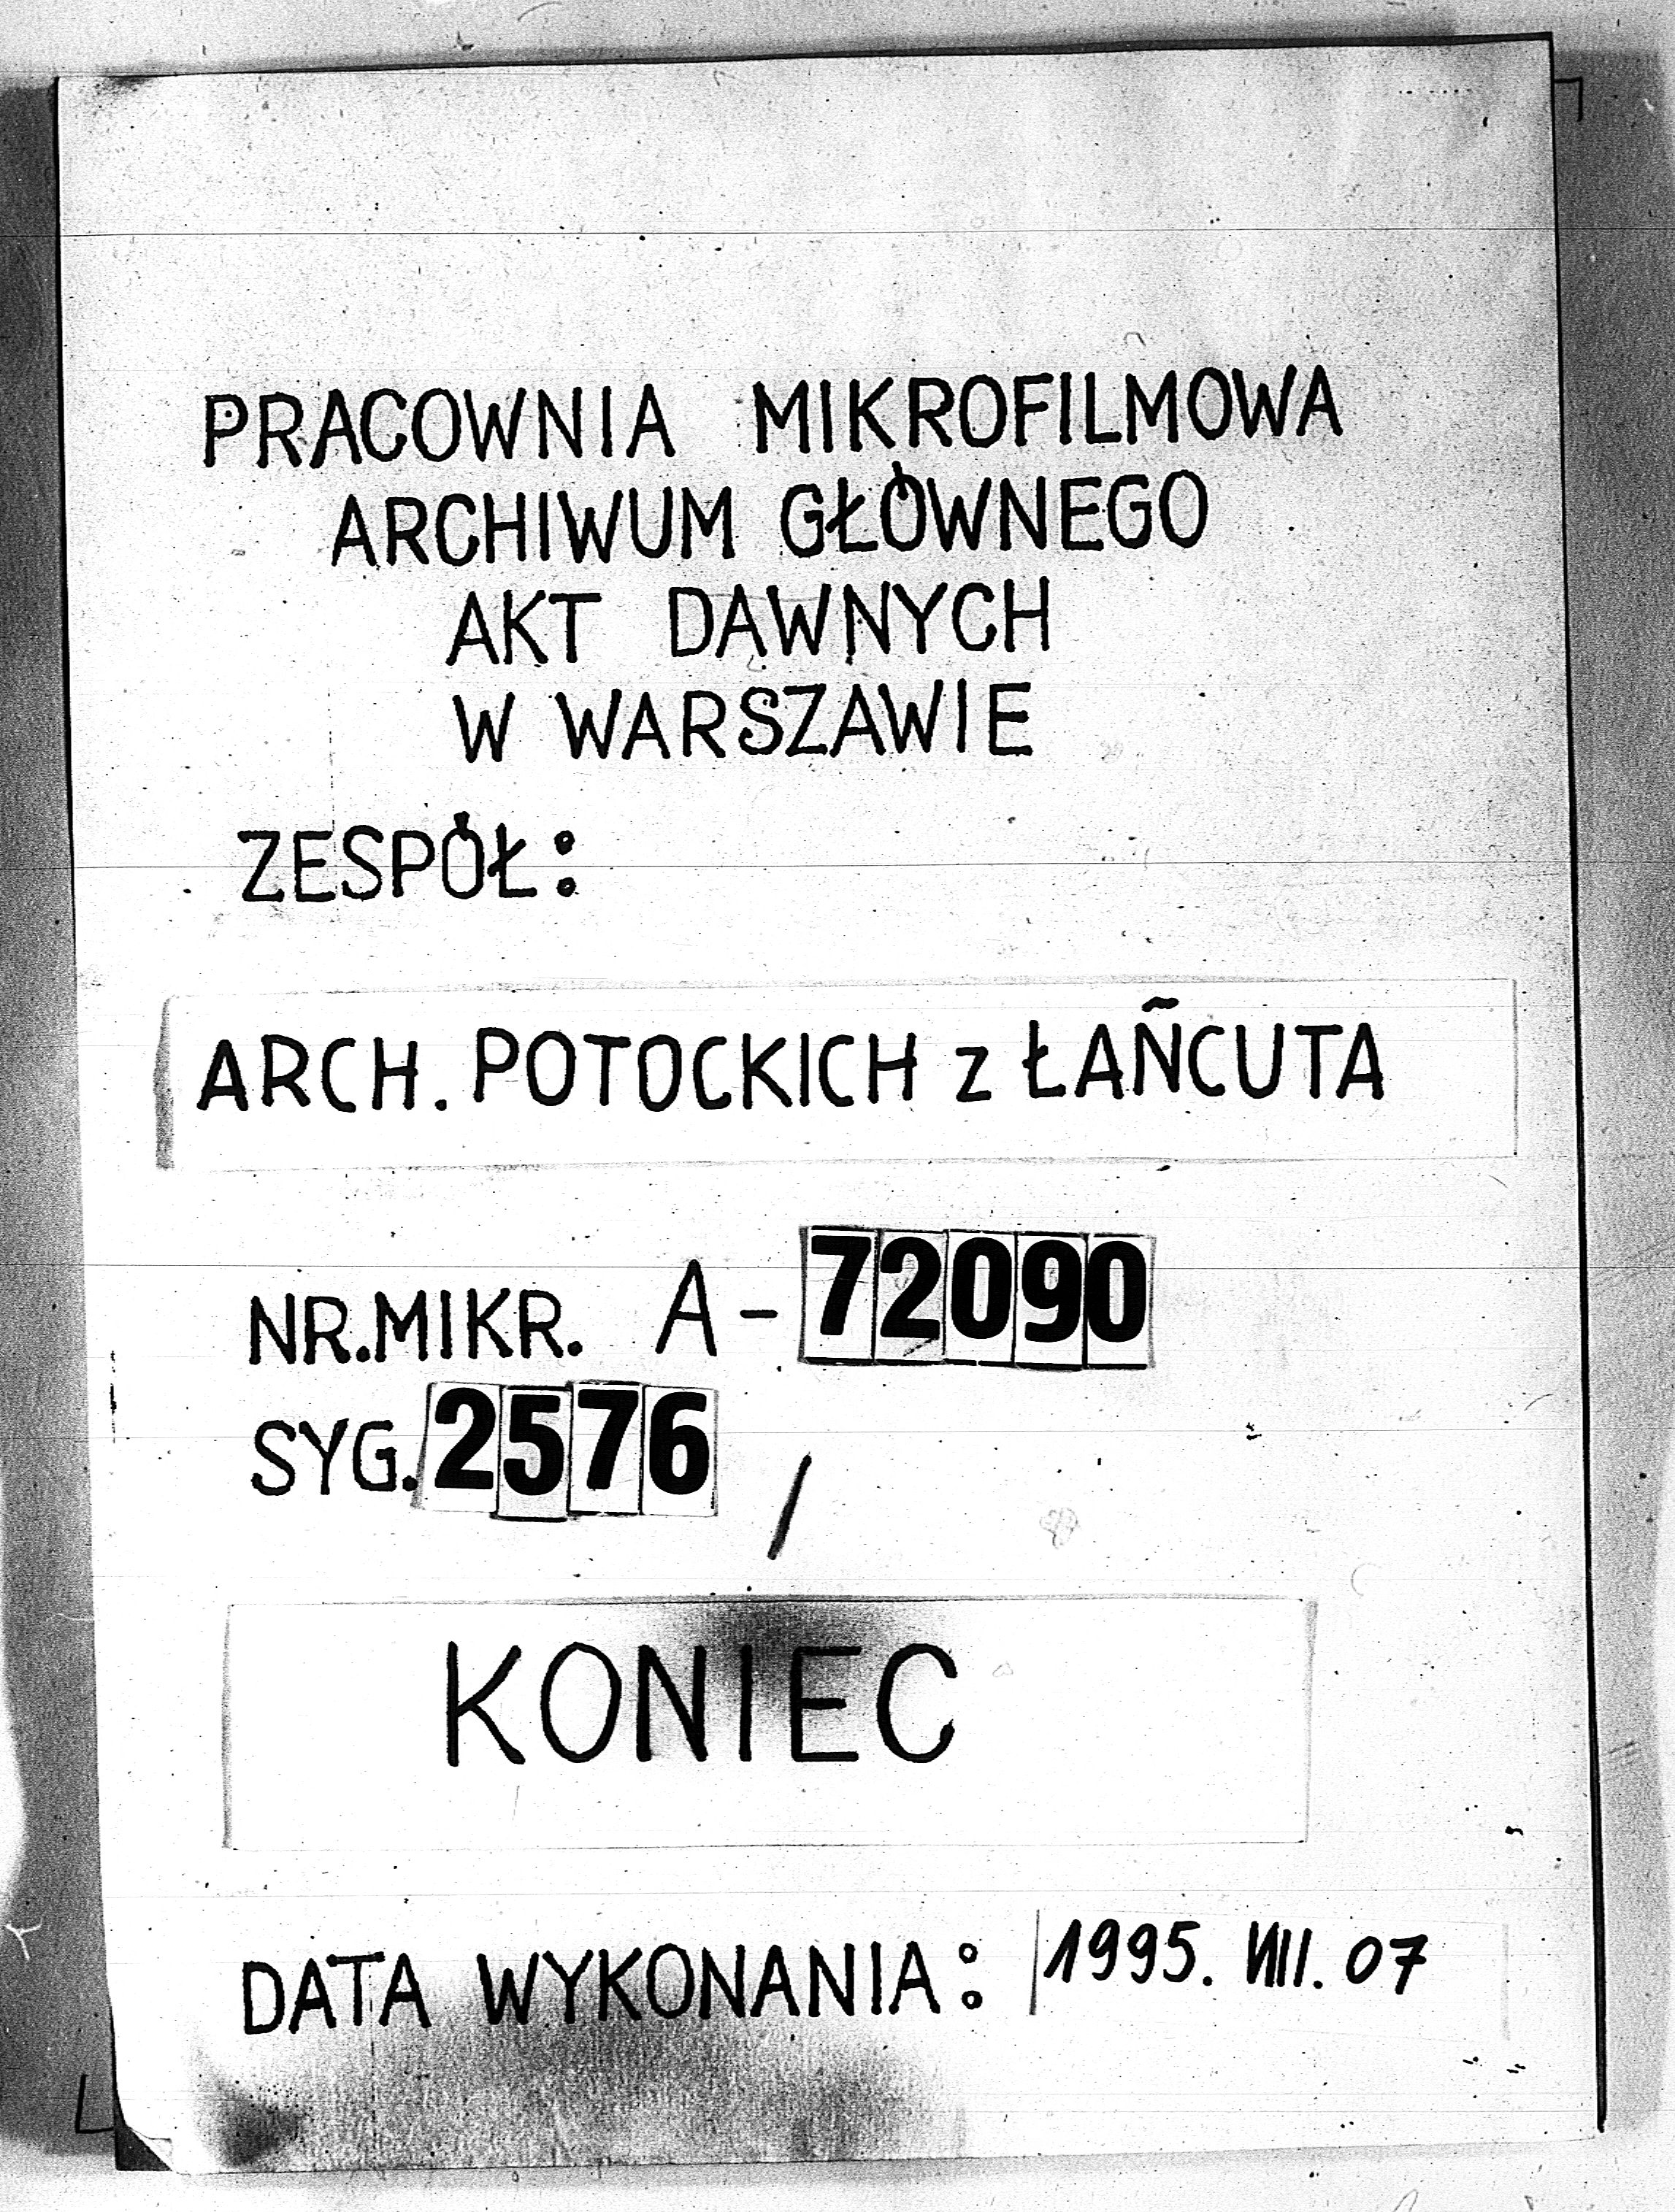 PRACOWNIA MIKROFILMOWA
ARCHIWUM GŁÓWNEGO
AKT DAWNYCH
W WARSZAWIE
ZESPÓŁ:
ARCH. POTOCKICH z ŁAŃCUTA
NR.MIKR. A-72090
SYG. 2576 /
KONIEC
DATA WYKONANIA: 1995. VIII. 07